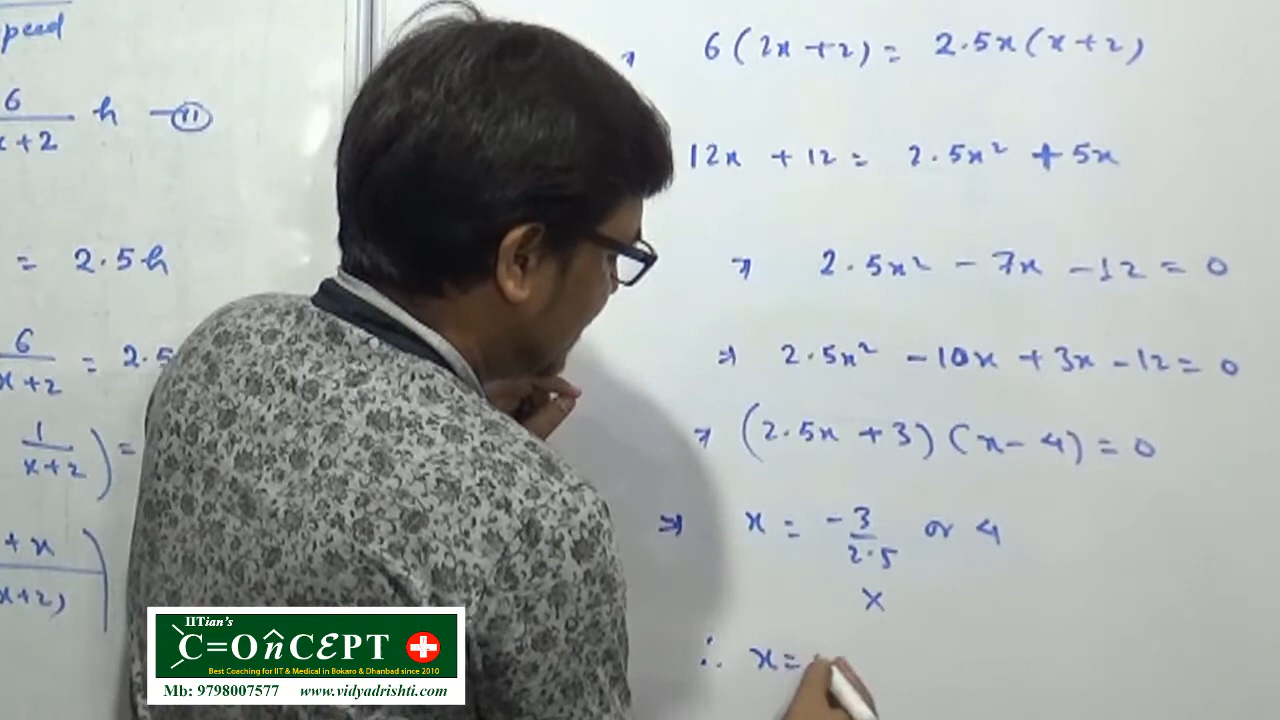 peed
6/x+2 h — (11)
= 2.5h
6/x+2 = 2.5
1/x+2) =
+ x
x+2)
6(2x+2) = 2.5x(x+2)
12x + 12 = 2.5x² + 5x
⇒ 2.5x² - 7x - 12 = 0
⇒ 2.5x² - 10x + 3x - 12 = 0
⇒ (2.5x + 3)(x - 4) = 0
⇒ x = -3/2.5 or 4
×
∴ x =
IITian's
C=OnCEPT
Best Coaching for IIT & Medical in Bokaro & Dhanbad since 2010
Mb: 9798007577 www.vidyadrishti.com